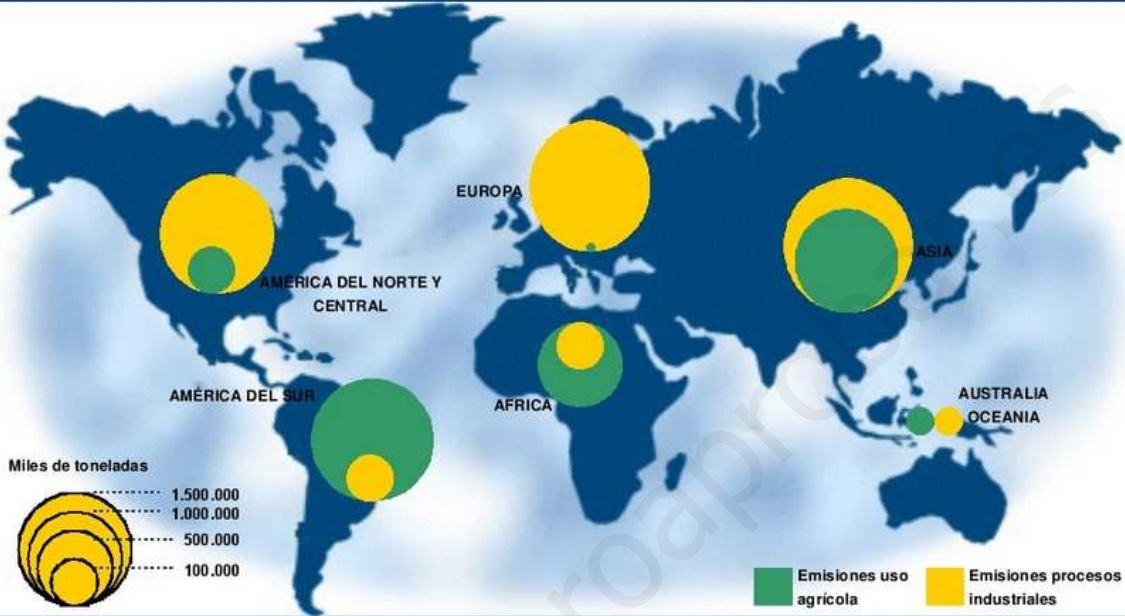 EUROPA
ASIA
AMÉRICA DEL NORTE Y
CENTRAL
AMÉRICA DEL SUR
AFRICA
AUSTRALIA
OCEANIA
Miles de toneladas
1.500.000
1.000.000
500.000
100.000
Emisiones uso
agrícola
Emisiones procesos
industriales